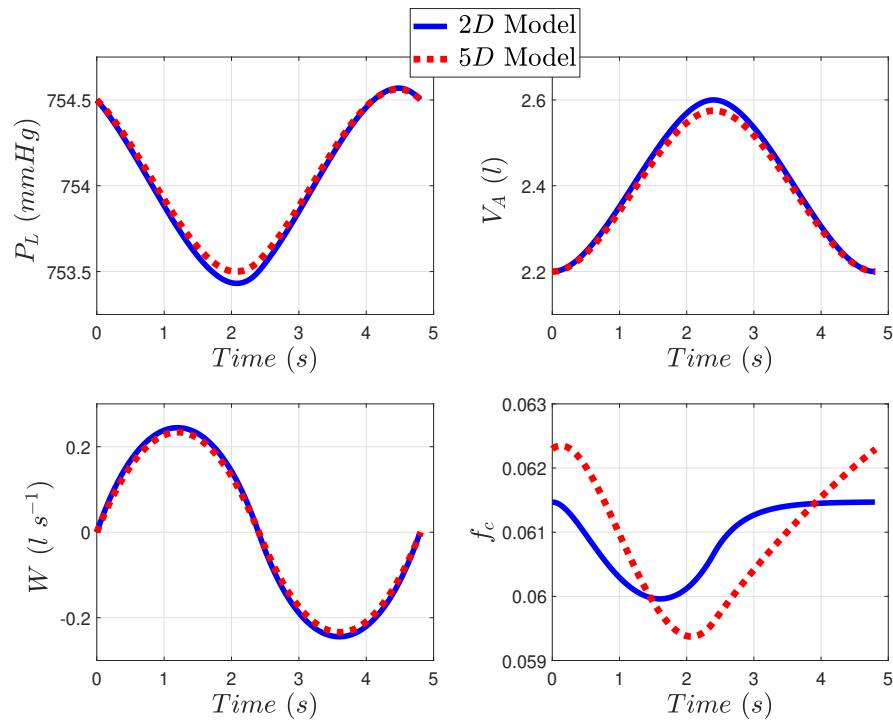 2D Model
5D Model
P_L (mmHg)
754.5
754
753.5
0 1 2 3 4 5
Time (s)
V_A (l)
2.6
2.4
2.2
0 1 2 3 4 5
Time (s)
W (l s⁻¹)
0.2
0
-0.2
0 1 2 3 4 5
Time (s)
f_c
0.063
0.062
0.061
0.06
0.059
0 1 2 3 4 5
Time (s)